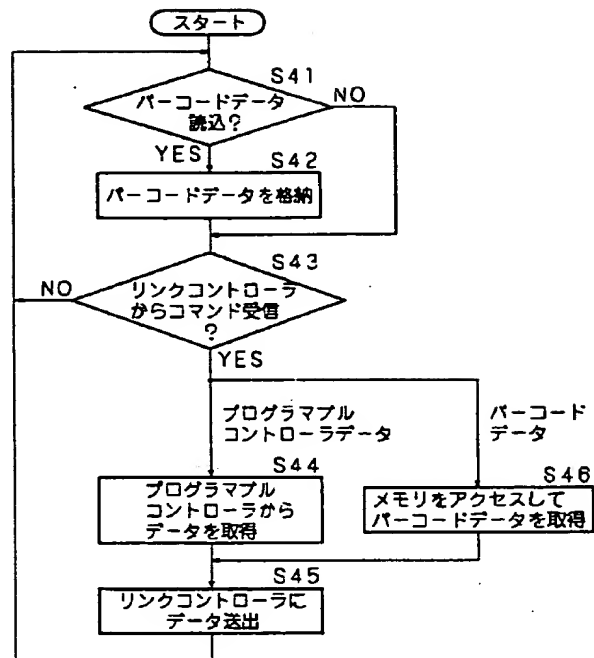 スタート
S41
バーコードデータ
読込?
NO
YES
S42
バーコードデータを格納
S43
NO
リンクコントローラ
からコマンド受信
?
YES
プログラマブル
コントローラデータ
バーコード
データ
S44
プログラマブル
コントローラから
データを取得
S46
メモリをアクセスして
バーコードデータを取得
S45
リンクコントローラに
データ送出